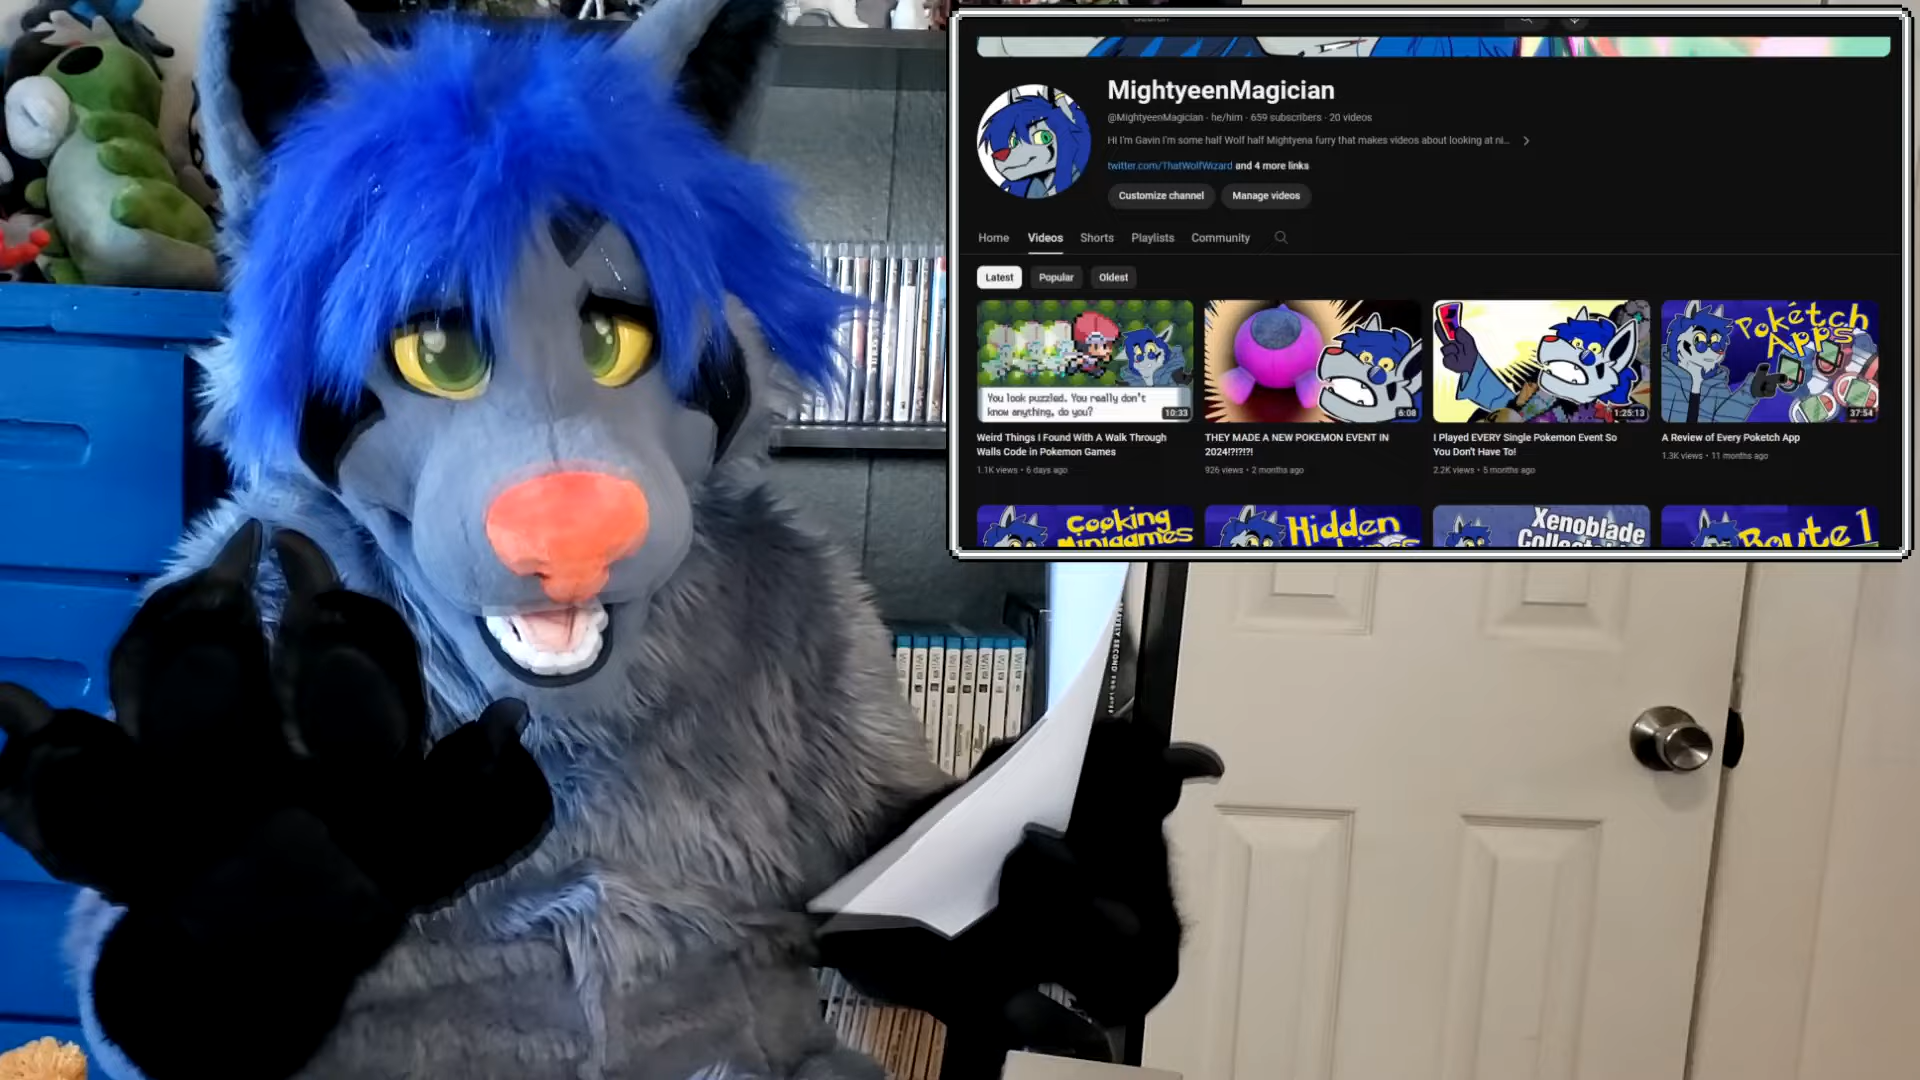 MightyeenMagician
@MightyeenMagician · he/him · 659 subscribers · 20 videos
Hi I'm Gavin I'm some half Wolf half Mightyena furry that makes videos about looking at ni...
twitter.com/ThatWolfWizard and 4 more links
Customize channel Manage videos
Home Videos Shorts Playlists Community
Latest Popular Oldest
Pokétch
Apps
You look puzzled. You really don't
know anything, do you?
10:33
6:08
1:25:13
37:54
Weird Things I Found With A Walk Through
Walls Code in Pokemon Games
1.1K views • 6 days ago
THEY MADE A NEW POKEMON EVENT IN
2024!?!?!?!
926 views • 2 months ago
I Played EVERY Single Pokemon Event So
You Don't Have To!
2.2K views • 5 months ago
A Review of Every Poketch App
1.3K views • 11 months ago
Cooking
Minigames
Hidden
Xenoblade
Route 1